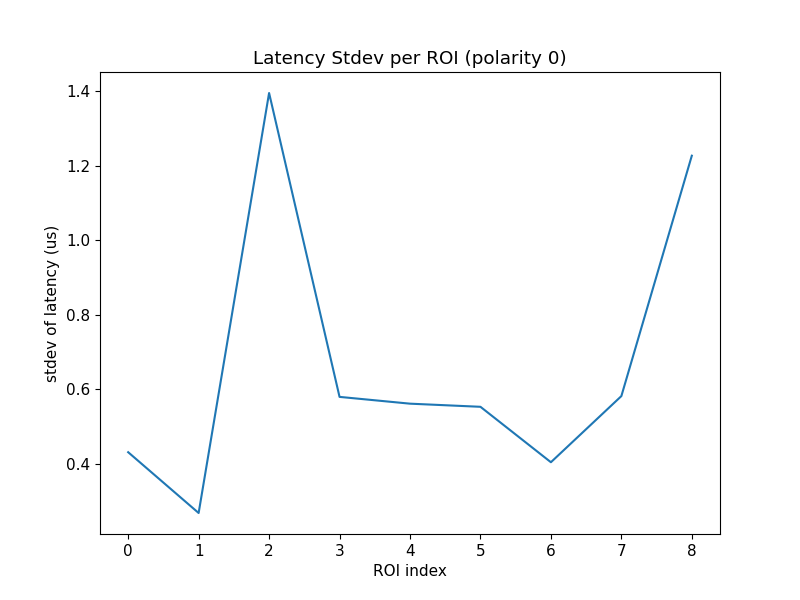 Latency Stdev per ROI (polarity 0)
stdev of latency (us)
1.4
1.2
1.0
0.8
0.6
0.4
0 1 2 3 4 5 6 7 8
ROI index